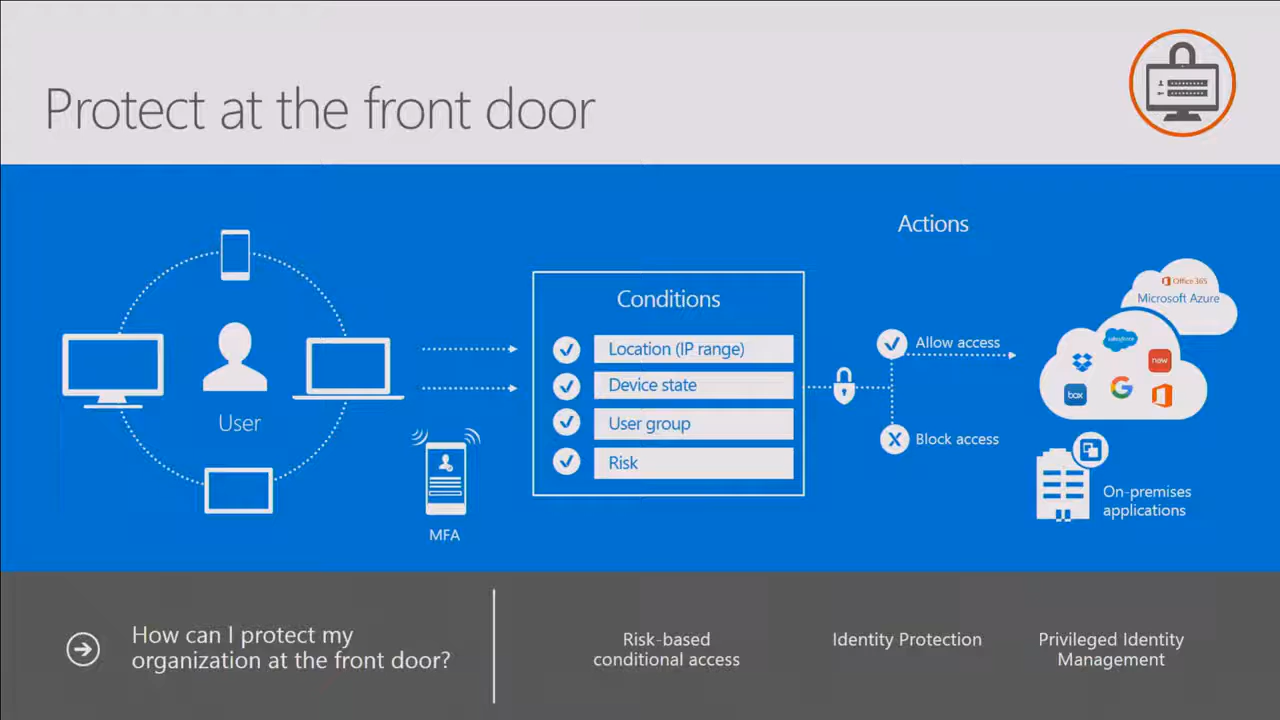 Protect at the front door
Actions
Office 365
Microsoft Azure
Conditions
Location (IP range)
Device state
User group
Risk
Allow access
Block access
salesforce
now
box
User
MFA
On-premises
applications
How can I protect my
organization at the front door?
Risk-based
conditional access
Identity Protection
Privileged Identity
Management